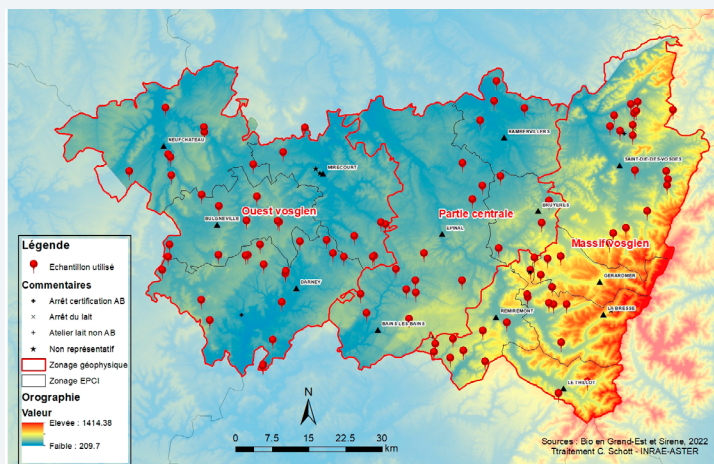 NEUFCHATEAU
MIRECOURT
RAMBERVILLERS
SAINT-DIE-DES-VOSGES
BULGNEVILLE
Ouest vosgien
Partie centrale
BRUYERES
EPINAL
Massif vosgien
GERARDMER
DARNEY
LA BRESSE
REMIREMONT
BAINS LES BAINS
LE THILLOT
Légende
Echantillon utilisé
Commentaires
Arrêt certification AB
Arrêt du lait
Atelier lait non AB
Non représentatif
Zonage géophysique
Zonage EPCI
Orographie
Valeur
Elevée : 1414.38
Faible : 209.7
N
0 5 10 15 22.5 30
km
Sources : Bio en Grand-Est et Sirene, 2022
Ttraitement C. Schott - INRAE-ASTER